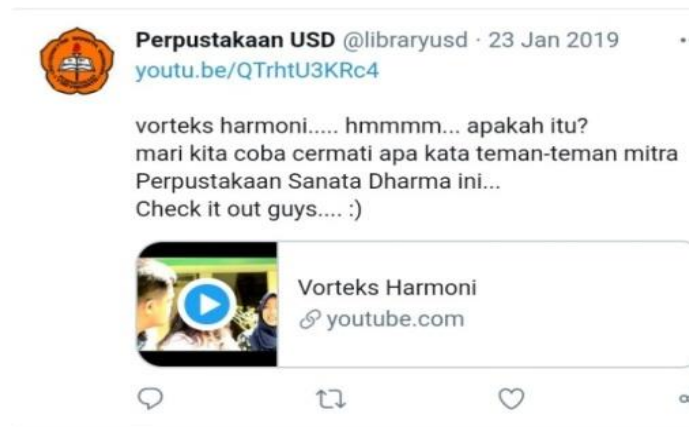 Perpustakaan USD @libraryusd · 23 Jan 2019
youtu.be/QTrhtU3KRc4
vorteks harmoni..... hmmmm... apakah itu?
mari kita coba cermati apa kata teman-teman mitra
Perpustakaan Sanata Dharma ini...
Check it out guys.... :)
Vorteks Harmoni
youtube.com